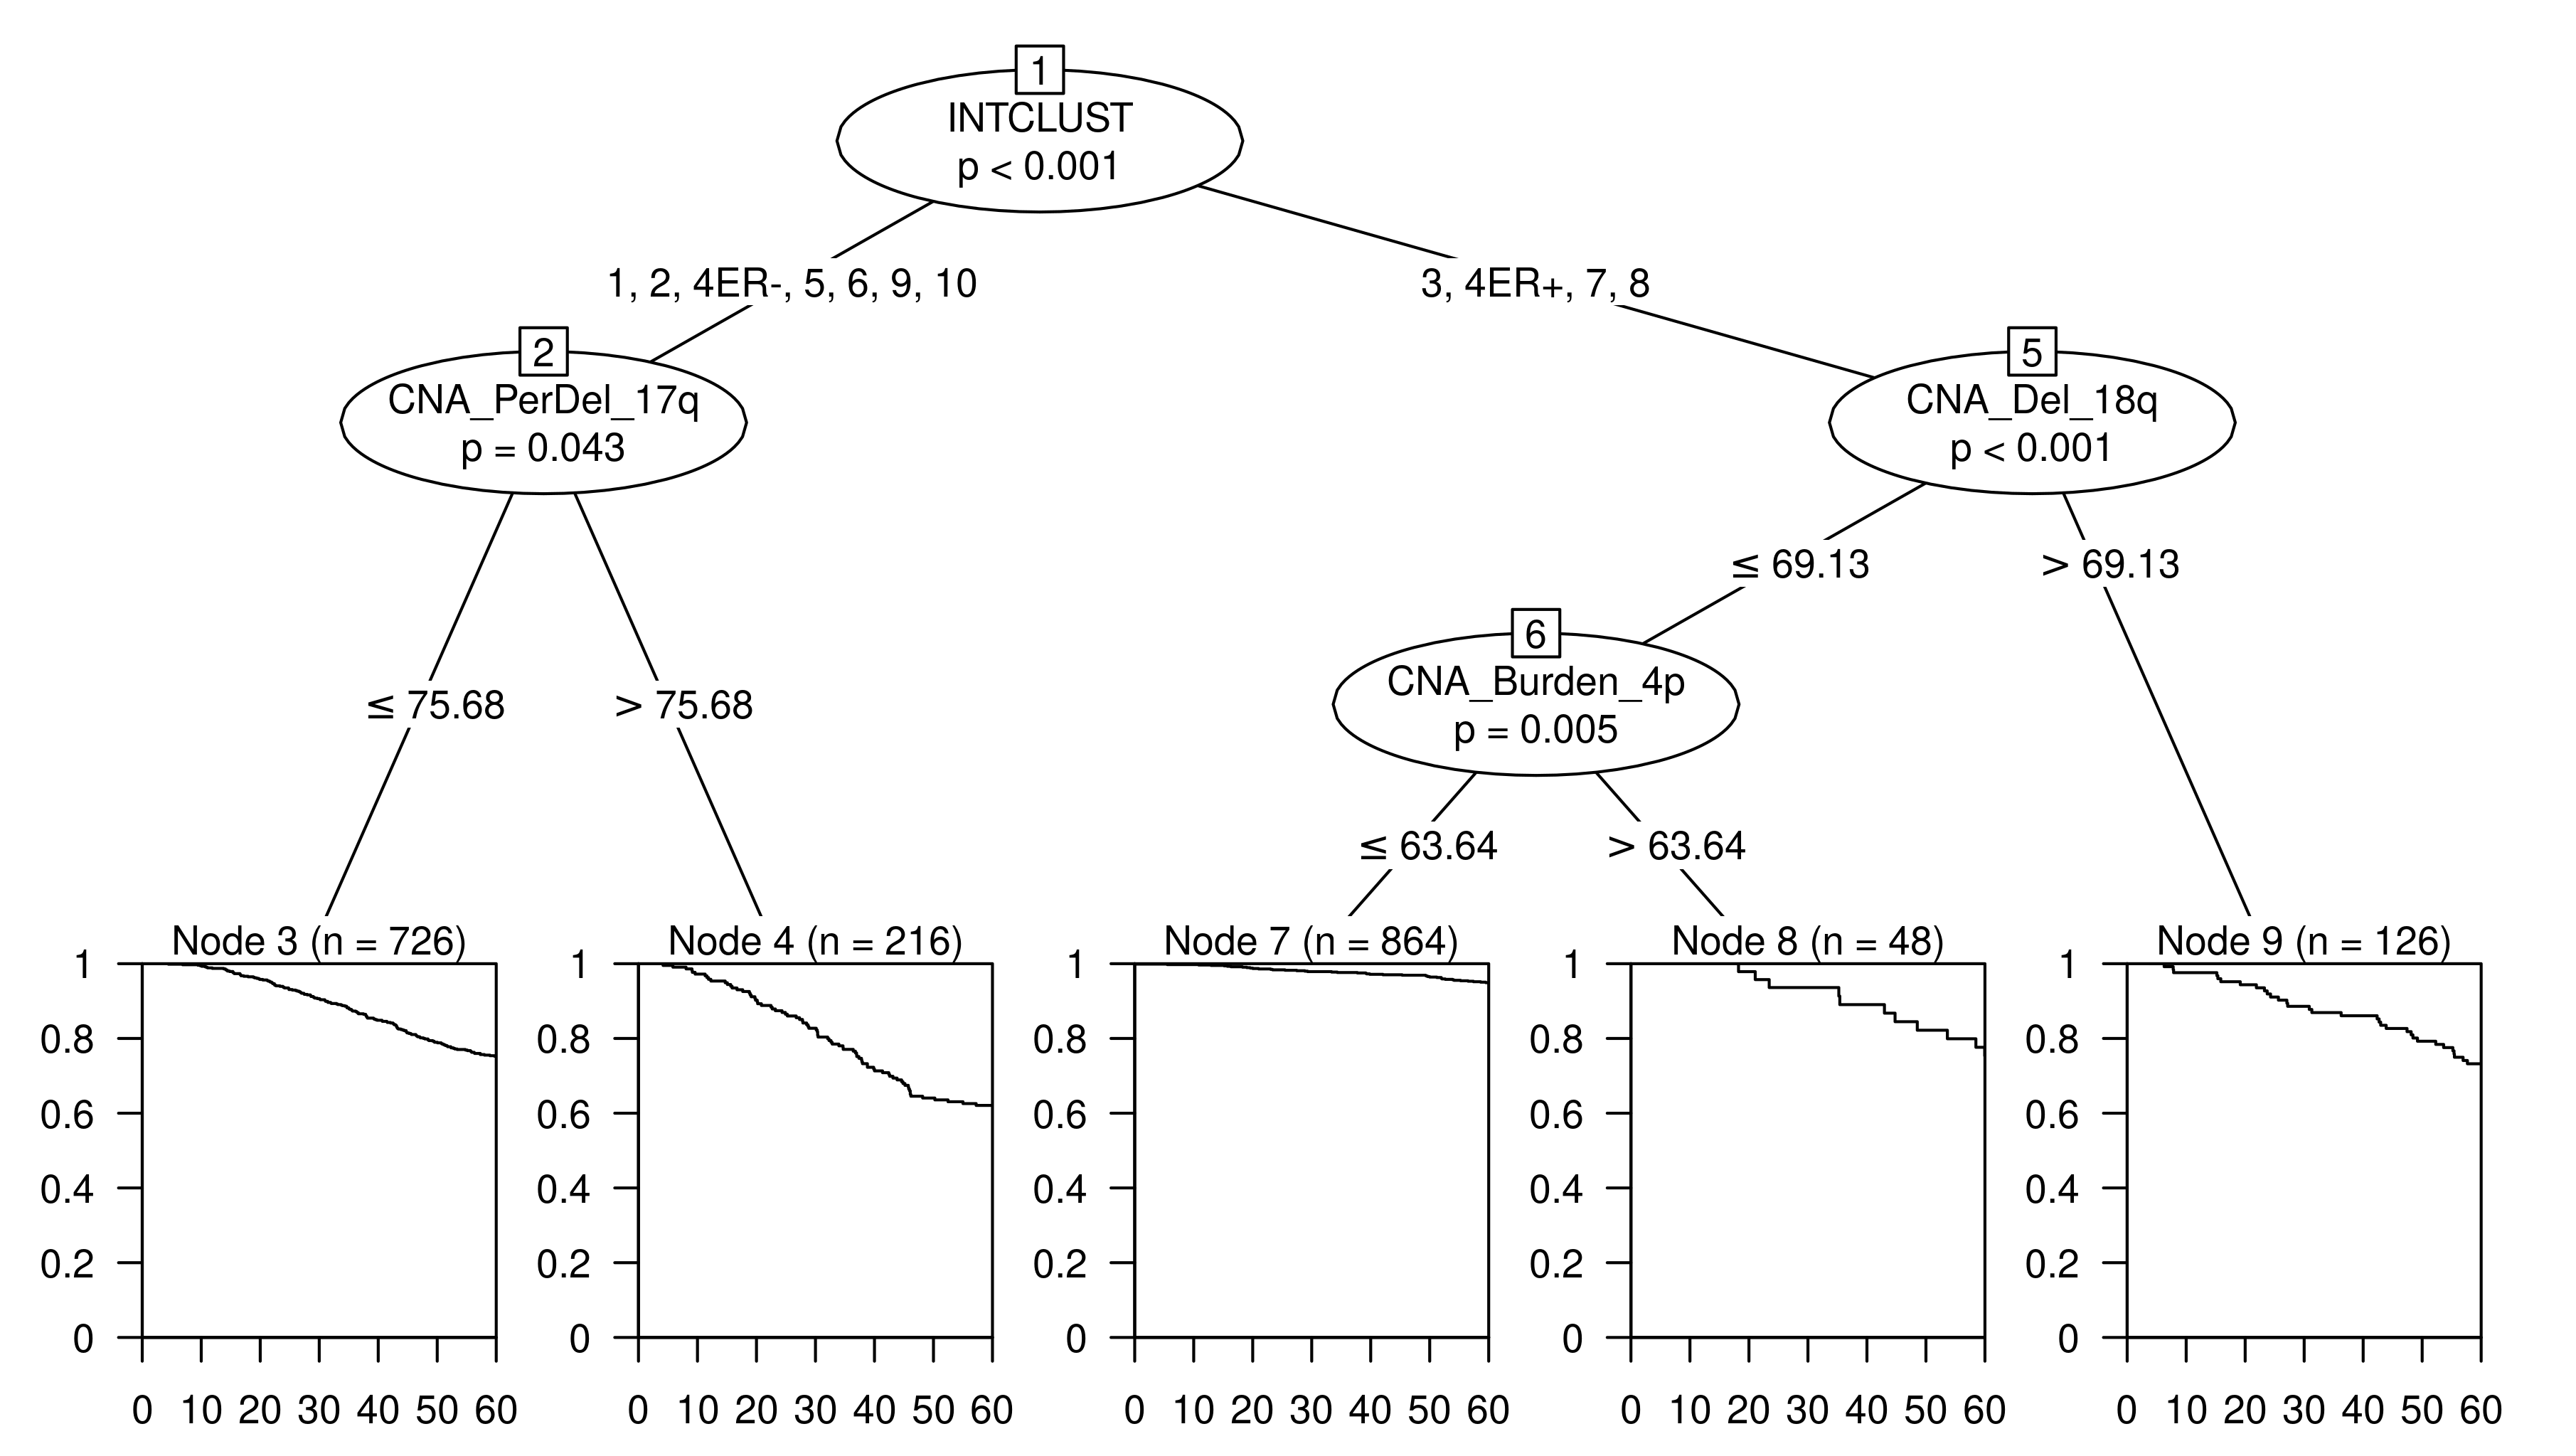 1
INTCLUST
p < 0.001
1, 2, 4ER-, 5, 6, 9, 10
3, 4ER+, 7, 8
2
CNA_PerDel_17q
p = 0.043
5
CNA_Del_18q
p < 0.001
≤ 69.13
> 69.13
6
CNA_Burden_4p
p = 0.005
≤ 75.68
> 75.68
≤ 63.64
> 63.64
Node 3 (n = 726)
1
0.8
0.6
0.4
0.2
0
0 10 20 30 40 50 60
Node 4 (n = 216)
1
0.8
0.6
0.4
0.2
0
0 10 20 30 40 50 60
Node 7 (n = 864)
1
0.8
0.6
0.4
0.2
0
0 10 20 30 40 50 60
Node 8 (n = 48)
1
0.8
0.6
0.4
0.2
0
0 10 20 30 40 50 60
Node 9 (n = 126)
1
0.8
0.6
0.4
0.2
0
0 10 20 30 40 50 60